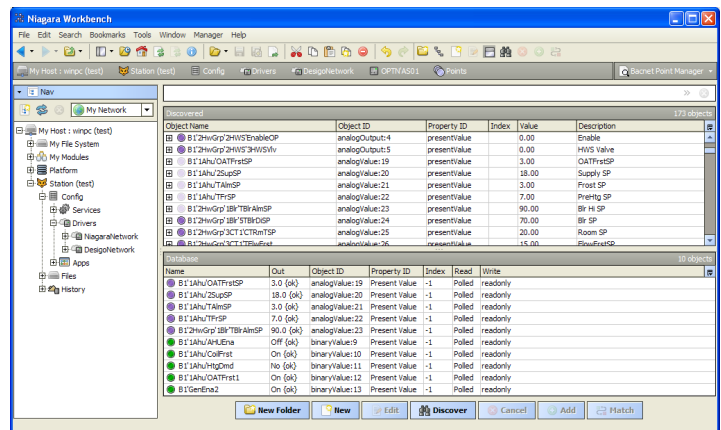 Niagara Workbench
File Edit Search Bookmarks Tools Window Manager Help
My Host : winpc (test) Station (test) Config Drivers DesigoNetwork OPTN'AS01 Points Bacnet Point Manager
Nav
My Network
My Host : winpc (test)
My File System
My Modules
Platform
Station (test)
Config
Services
Drivers
NiagaraNetwork
DesigoNetwork
Apps
Files
History
Discovered 173 objects
Object Name Object ID Property ID Index Value Description
B1'2HwGrp'2HWS'EnableOP analogOutput:4 presentValue 0.00 Enable
B1'2HwGrp'2HWS'3HWSVlv analogOutput:5 presentValue 0.00 HWS Valve
B1'1Ahu'OATFrstSP analogValue:19 presentValue 3.00 OATFrstSP
B1'1Ahu'2SupSP analogValue:20 presentValue 18.00 Supply SP
B1'1Ahu'TAlmSP analogValue:21 presentValue 3.00 Frost SP
B1'1Ahu'TFrSP analogValue:22 presentValue 7.00 PreHtg SP
B1'2HwGrp'1Blr'TBlrAlmSP analogValue:23 presentValue 90.00 Blr Hi SP
B1'2HwGrp'1Blr'5TBlrDiSP analogValue:24 presentValue 70.00 Blr SP
B1'2HwGrp'3CT1'CTRmTSP analogValue:25 presentValue 20.00 Room SP
B1'2HwGrp'3CT1'TFlwFrst analogValue:26 presentValue 15.00 FlowFrstSP
Database 10 objects
Name Out Object ID Property ID Index Read Write
B1'1Ahu'OATFrstSP 3.0 {ok} analogValue:19 Present Value -1 Polled readonly
B1'1Ahu'2SupSP 18.0 {ok} analogValue:20 Present Value -1 Polled readonly
B1'1Ahu'TAlmSP 3.0 {ok} analogValue:21 Present Value -1 Polled readonly
B1'1Ahu'TFrSP 7.0 {ok} analogValue:22 Present Value -1 Polled readonly
B1'2HwGrp'1Blr'TBlrAlmSP 90.0 {ok} analogValue:23 Present Value -1 Polled readonly
B1'1Ahu'AHUEna Off {ok} binaryValue:9 Present Value -1 Polled readonly
B1'1Ahu'CoilFrst On {ok} binaryValue:10 Present Value -1 Polled readonly
B1'1Ahu'HtgDmd No {ok} binaryValue:11 Present Value -1 Polled readonly
B1'1Ahu'OATFrst1 On {ok} binaryValue:12 Present Value -1 Polled readonly
B1'GenEna2 On {ok} binaryValue:13 Present Value -1 Polled readonly
New Folder New Edit Discover Cancel Add Match